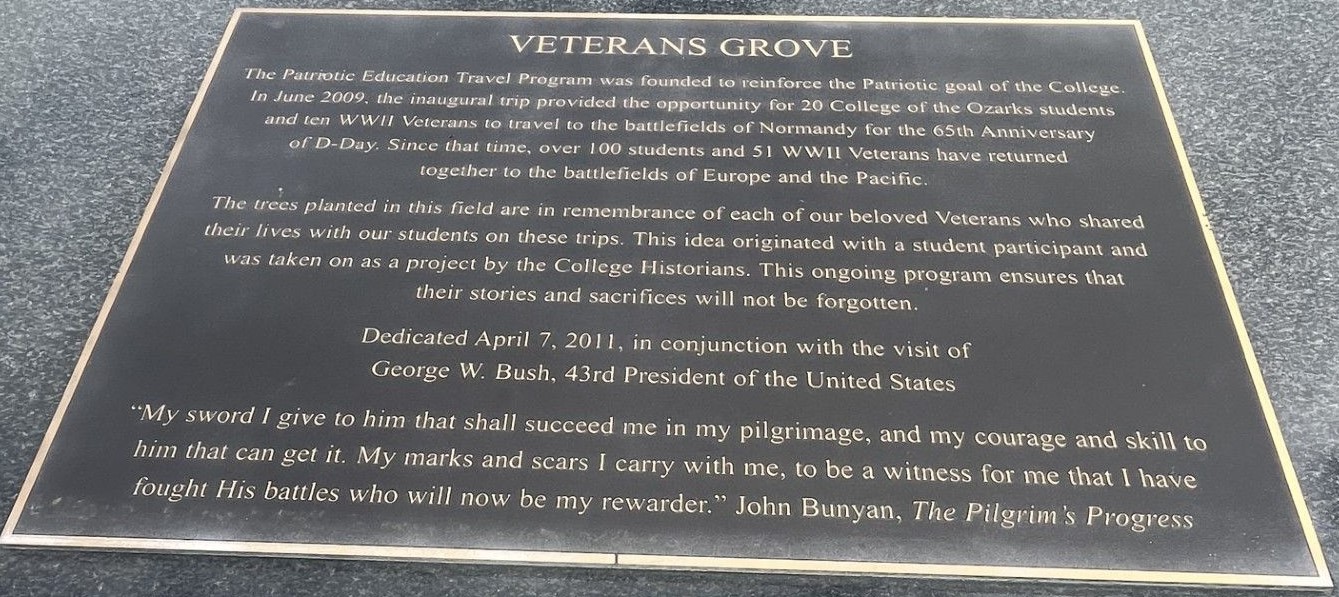 VETERANS GROVE
The Patriotic Education Travel Program was founded to reinforce the Patriotic goal of the College.
In June 2009, the inaugural trip provided the opportunity for 20 College of the Ozarks students
and ten WWII Veterans to travel to the battlefields of Normandy for the 65th Anniversary
of D-Day. Since that time, over 100 students and 51 WWII Veterans have returned
together to the battlefields of Europe and the Pacific.
The trees planted in this field are in remembrance of each of our beloved Veterans who shared
their lives with our students on these trips. This idea originated with a student participant and
was taken on as a project by the College Historians. This ongoing program ensures that
their stories and sacrifices will not be forgotten.
Dedicated April 7, 2011, in conjunction with the visit of
George W. Bush, 43rd President of the United States
“My sword I give to him that shall succeed me in my pilgrimage, and my courage and skill to
him that can get it. My marks and scars I carry with me, to be a witness for me that I have
fought His battles who will now be my rewarder.” John Bunyan, The Pilgrim's Progress